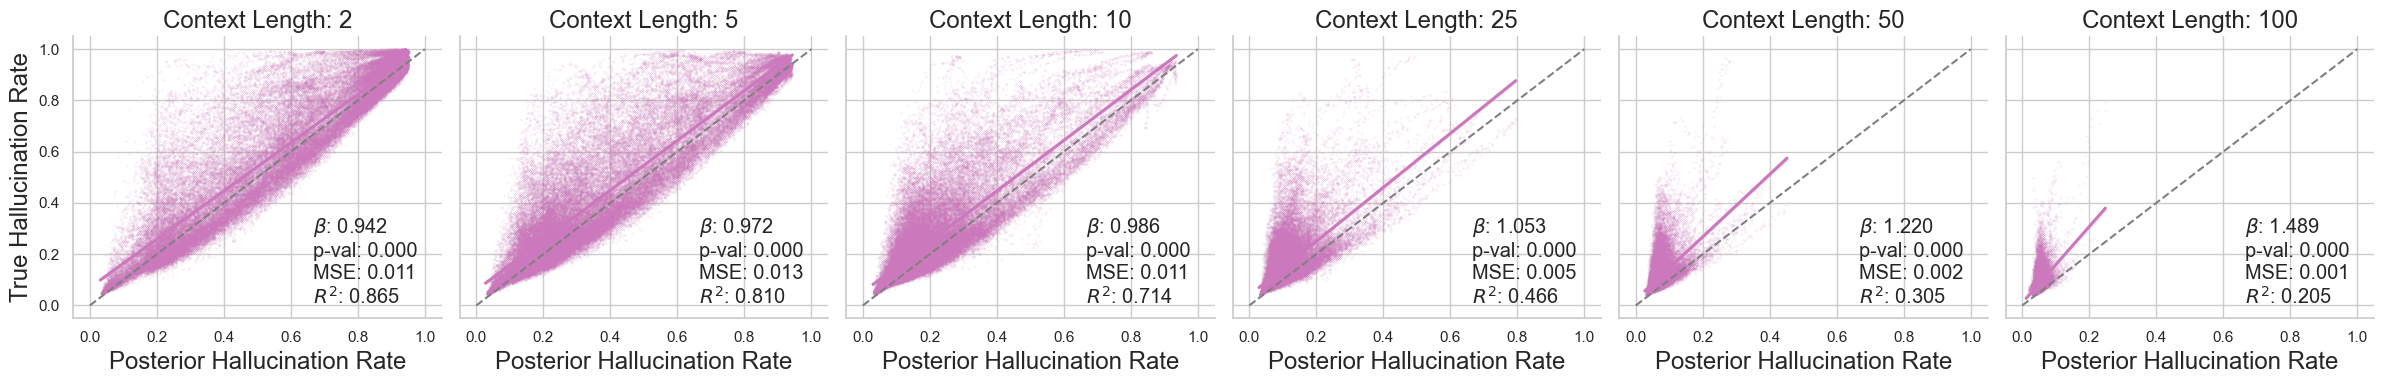 Context Length: 2
Context Length: 5
Context Length: 10
Context Length: 25
Context Length: 50
Context Length: 100
True Hallucination Rate
1.0
0.8
0.6
0.4
0.2
0.0
β: 0.942
p-val: 0.000
MSE: 0.011
R²: 0.865
β: 0.972
p-val: 0.000
MSE: 0.013
R²: 0.810
β: 0.986
p-val: 0.000
MSE: 0.011
R²: 0.714
β: 1.053
p-val: 0.000
MSE: 0.005
R²: 0.466
β: 1.220
p-val: 0.000
MSE: 0.002
R²: 0.305
β: 1.489
p-val: 0.000
MSE: 0.001
R²: 0.205
0.0 0.2 0.4 0.6 0.8 1.0
0.0 0.2 0.4 0.6 0.8 1.0
0.0 0.2 0.4 0.6 0.8 1.0
0.0 0.2 0.4 0.6 0.8 1.0
0.0 0.2 0.4 0.6 0.8 1.0
0.0 0.2 0.4 0.6 0.8 1.0
Posterior Hallucination Rate
Posterior Hallucination Rate
Posterior Hallucination Rate
Posterior Hallucination Rate
Posterior Hallucination Rate
Posterior Hallucination Rate